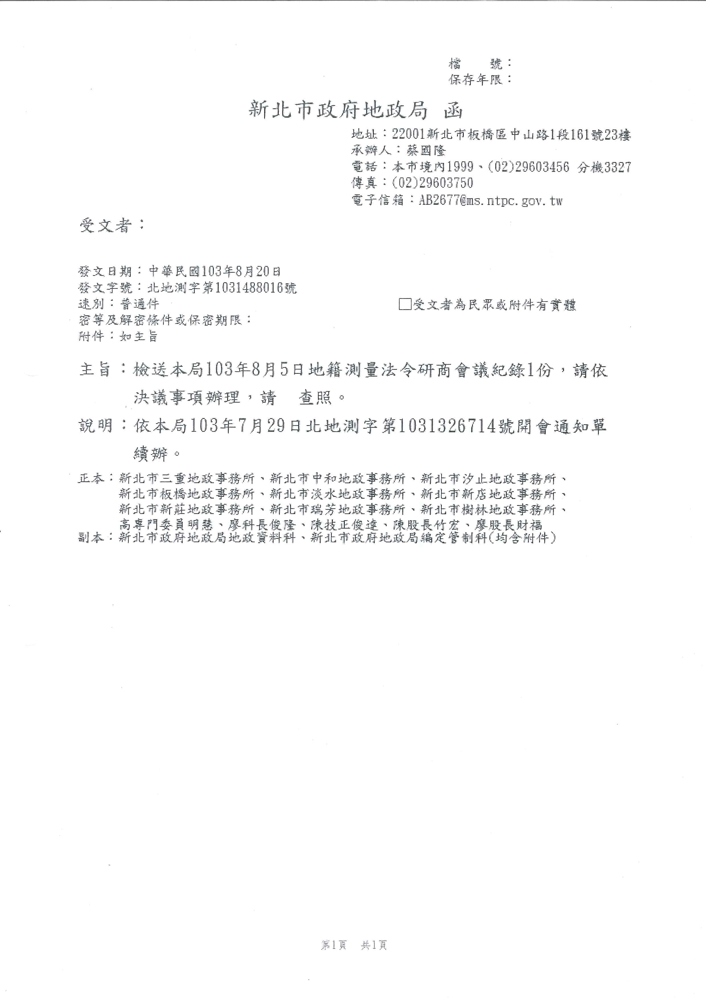 檔　　號：
保存年限：
新北市政府地政局 函
地址：22001新北市板橋區中山路1段161號23樓
承辦人：蔡國隆
電話：本市境內1999、(02)29603456 分機3327
傳真：(02)29603750
電子信箱：AB2677@ms.ntpc.gov.tw
受文者：
發文日期：中華民國103年8月20日
發文字號：北地測字第1031488016號
速別：普通件
□受文者為民眾或附件有實體
密等及解密條件或保密期限：
附件：如主旨
主旨：檢送本局103年8月5日地籍測量法令研商會議紀錄1份，請依
決議事項辦理，請　查照。
說明：依本局103年7月29日北地測字第1031326714號開會通知單
續辦。
正本：新北市三重地政事務所、新北市中和地政事務所、新北市汐止地政事務所、
新北市板橋地政事務所、新北市淡水地政事務所、新北市新店地政事務所、
新北市新莊地政事務所、新北市瑞芳地政事務所、新北市樹林地政事務所、
高專門委員明慧、廖科長俊隆、陳技正俊達、陳股長竹宏、廖股長財福
副本：新北市政府地政局地政資料科、新北市政府地政局編定管制科(均含附件)
第1頁　共1頁